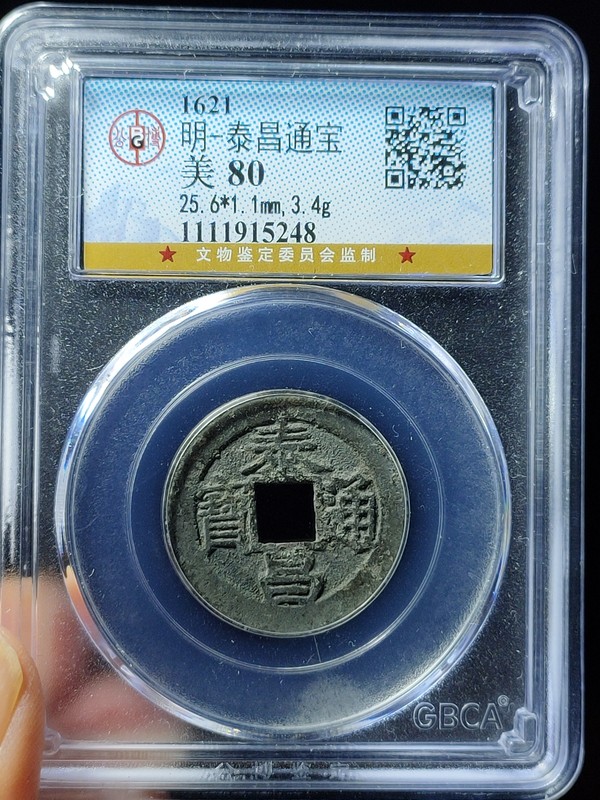 1621
明-泰昌通宝
美 80
25.6*1.1mm,3.4g
1111915248
★ 文物鉴定委员会监制 ★
泰昌通寶
GBCA®